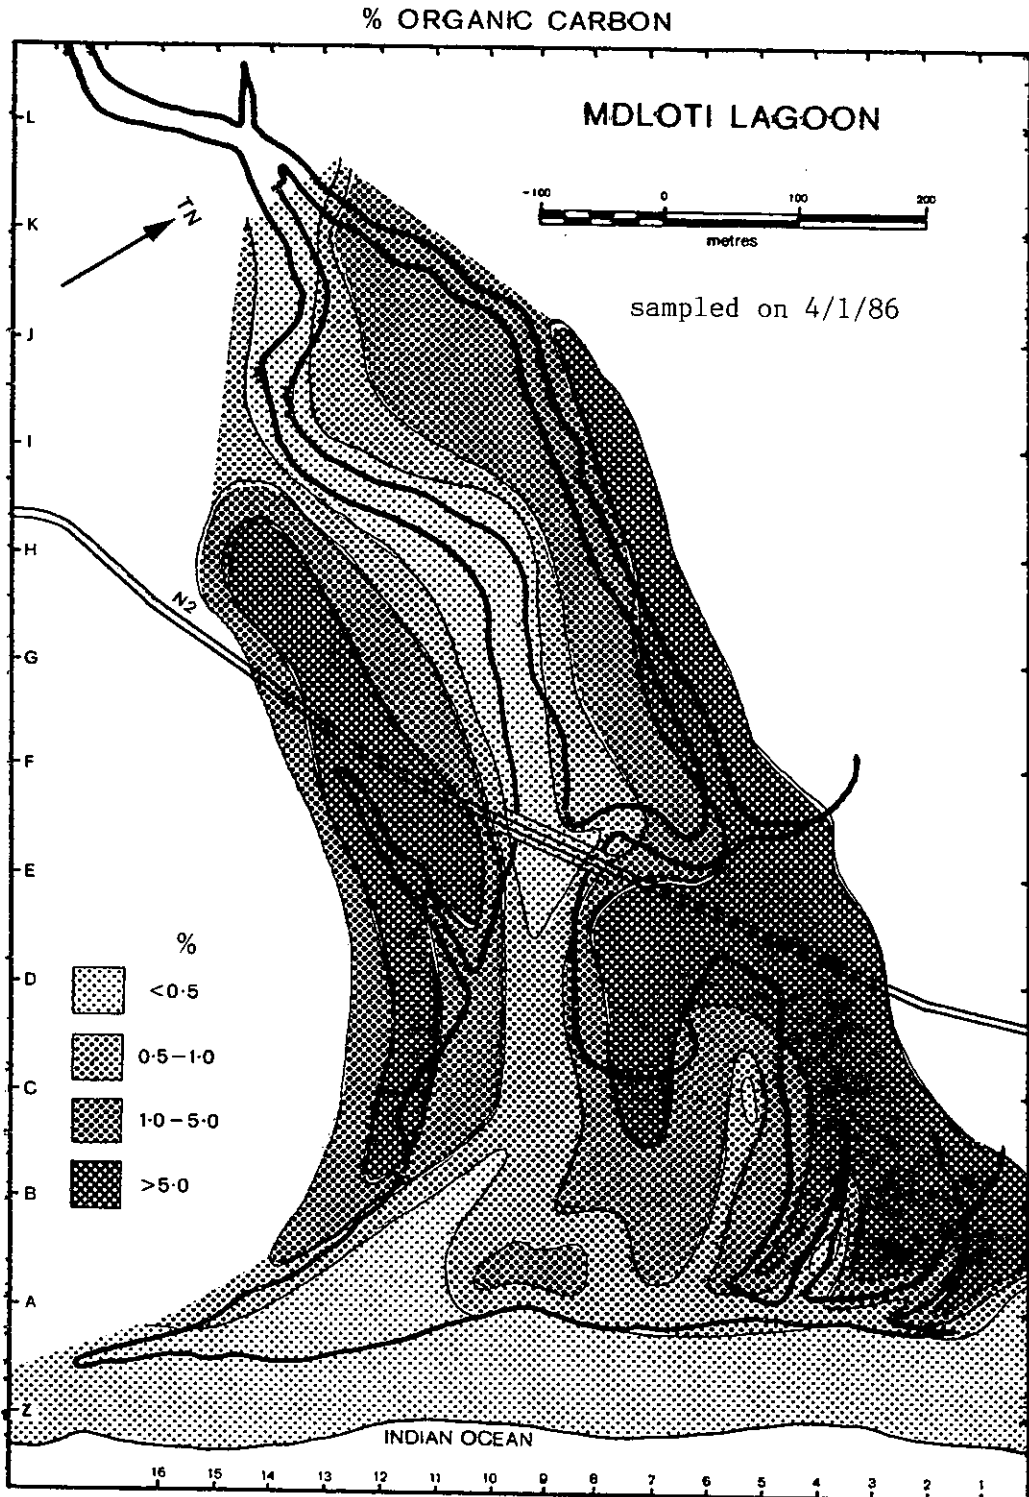 % ORGANIC CARBON
MDLOTI LAGOON
-100 0 100 200
metres
TN
sampled on 4/1/86
L
K
J
I
H
G
F
E
D
C
B
A
Z
N2
%
<0·5
0·5–1·0
1·0–5·0
>5·0
INDIAN OCEAN
16 15 14 13 12 11 10 9 8 7 6 5 4 3 2 1